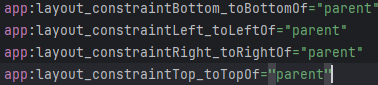 app:layout_constraintBottom_toBottomOf="parent"
app:layout_constraintLeft_toLeftOf="parent"
app:layout_constraintRight_toRightOf="parent"
app:layout_constraintTop_toTopOf="parent"